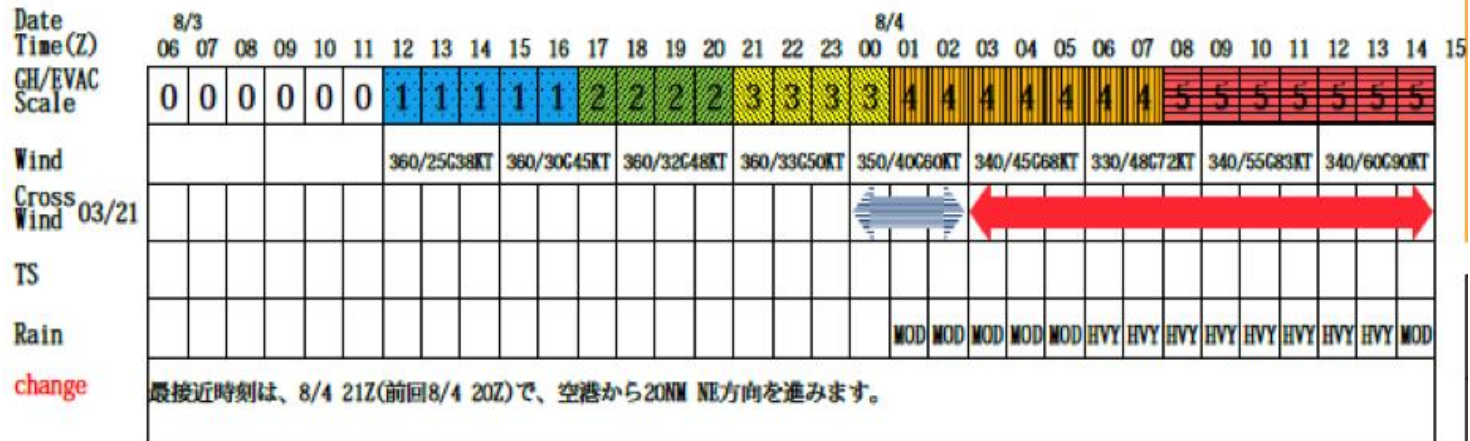 Date 8/3 8/4
Time(Z) 06 07 08 09 10 11 12 13 14 15 16 17 18 19 20 21 22 23 00 01 02 03 04 05 06 07 08 09 10 11 12 13 14 15
GH/EVAC
Scale 0 0 0 0 0 0 1 1 1 1 1 2 2 2 2 3 3 3 3 4 4 4 4 4 4 4 5 5 5 5 5 5 5
Wind 360/25G38KT 360/30G45KT 360/32G48KT 360/33G50KT 350/40G60KT 340/45G68KT 330/48G72KT 340/55G83KT 340/60G90KT
Cross
Wind 03/21
TS
Rain MOD MOD MOD MOD MOD HVY HVY HVY HVY HVY HVY HVY HVY MOD
change 最接近時刻は、8/4 21Z(前回8/4 20Z)で、空港から20NM NE方向を進みます。